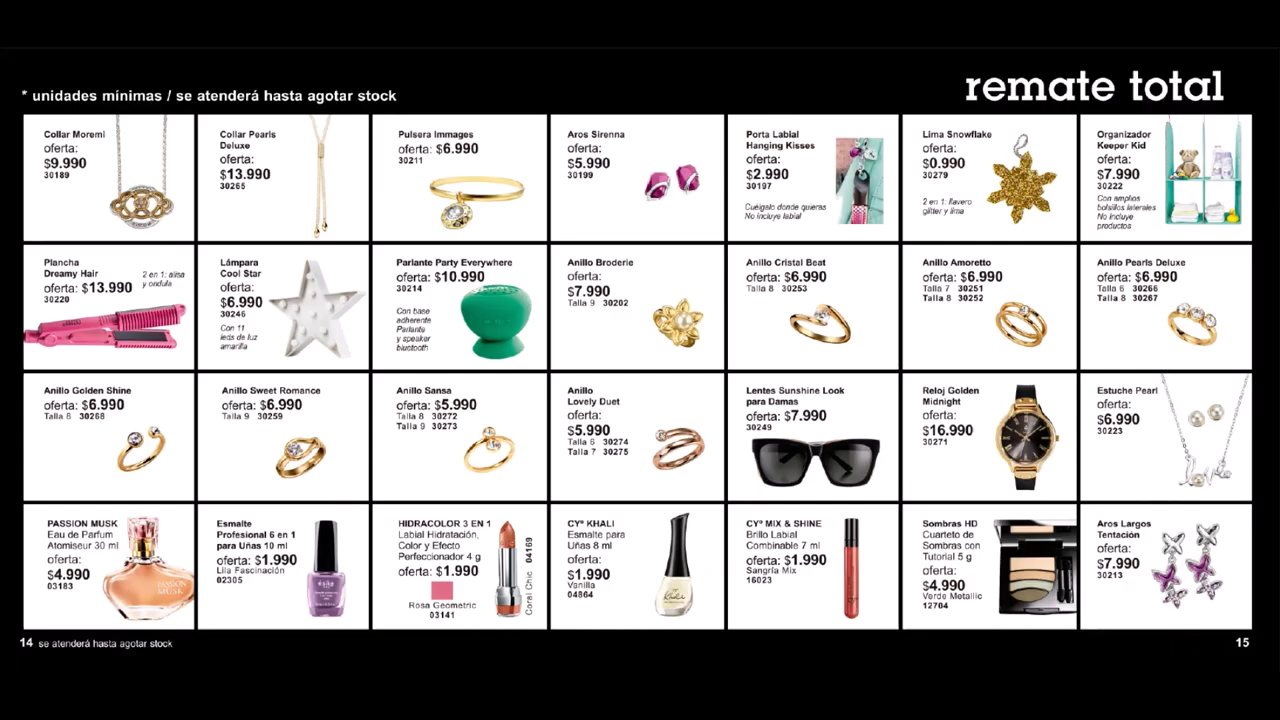 * unidades mínimas / se atenderá hasta agotar stock
remate total
Collar Moremi
oferta:
$9.990
30189
Collar Pearls
Deluxe
oferta:
$13.990
30265
Pulsera Immages
oferta: $6.990
30211
Aros Sirenna
oferta:
$5.990
30199
Porta Labial
Hanging Kisses
oferta:
$2.990
30197
Cuélgalo donde quieras
No incluye labial
Lima Snowflake
oferta:
$0.990
30279
2 en 1: llavero
glitter y lima
Organizador
Keeper Kid
oferta:
$7.990
30222
Con amplios
bolsillos laterales
No incluye
productos
Plancha
Dreamy Hair
oferta: $13.990
30220
2 en 1: alisa
y ondula
Lámpara
Cool Star
oferta:
$6.990
30246
Con 11
leds de luz
amarilla
Parlante Party Everywhere
oferta: $10.990
30214
Con base
adherente
Parlante
y speaker
bluetooth
Anillo Broderie
oferta:
$7.990
Talla 9 30202
Anillo Cristal Beat
oferta: $6.990
Talla 8 30253
Anillo Amoretto
oferta: $6.990
Talla 7 30251
Talla 8 30252
Anillo Pearls Deluxe
oferta: $6.990
Talla 6 30266
Talla 8 30267
Anillo Golden Shine
oferta: $6.990
Talla 8 30268
Anillo Sweet Romance
oferta: $6.990
Talla 9 30259
Anillo Sansa
oferta: $5.990
Talla 8 30272
Talla 9 30273
Anillo
Lovely Duet
oferta:
$5.990
Talla 6 30274
Talla 7 30275
Lentes Sunshine Look
para Damas
oferta: $7.990
30249
Reloj Golden
Midnight
oferta:
$16.990
30271
Estuche Pearl
oferta:
$6.990
30223
love
PASSION MUSK
Eau de Parfum
Atomiseur 30 ml
oferta:
$4.990
03183
PASSION
MUSK
Esmalte
Profesional 6 en 1
para Uñas 10 ml
oferta: $1.990
Lila Fascinación
02305
ésika
HIDRACOLOR 3 EN 1
Labial Hidratación,
Color y Efecto
Perfeccionador 4 g
oferta: $1.990
Rosa Geometric
03141
Coral Chic 04169
CY° KHALI
Esmalte para
Uñas 8 ml
oferta:
$1.990
Vanilla
04864
Khali
CY° MIX & SHINE
Brillo Labial
Combinable 7 ml
oferta: $1.990
Sangría Mix
16023
Sombras HD
Cuarteto de
Sombras con
Tutorial 5 g
oferta:
$4.990
Verde Metallic
12704
Aros Largos
Tentación
oferta:
$7.990
30213
14 se atenderá hasta agotar stock
15